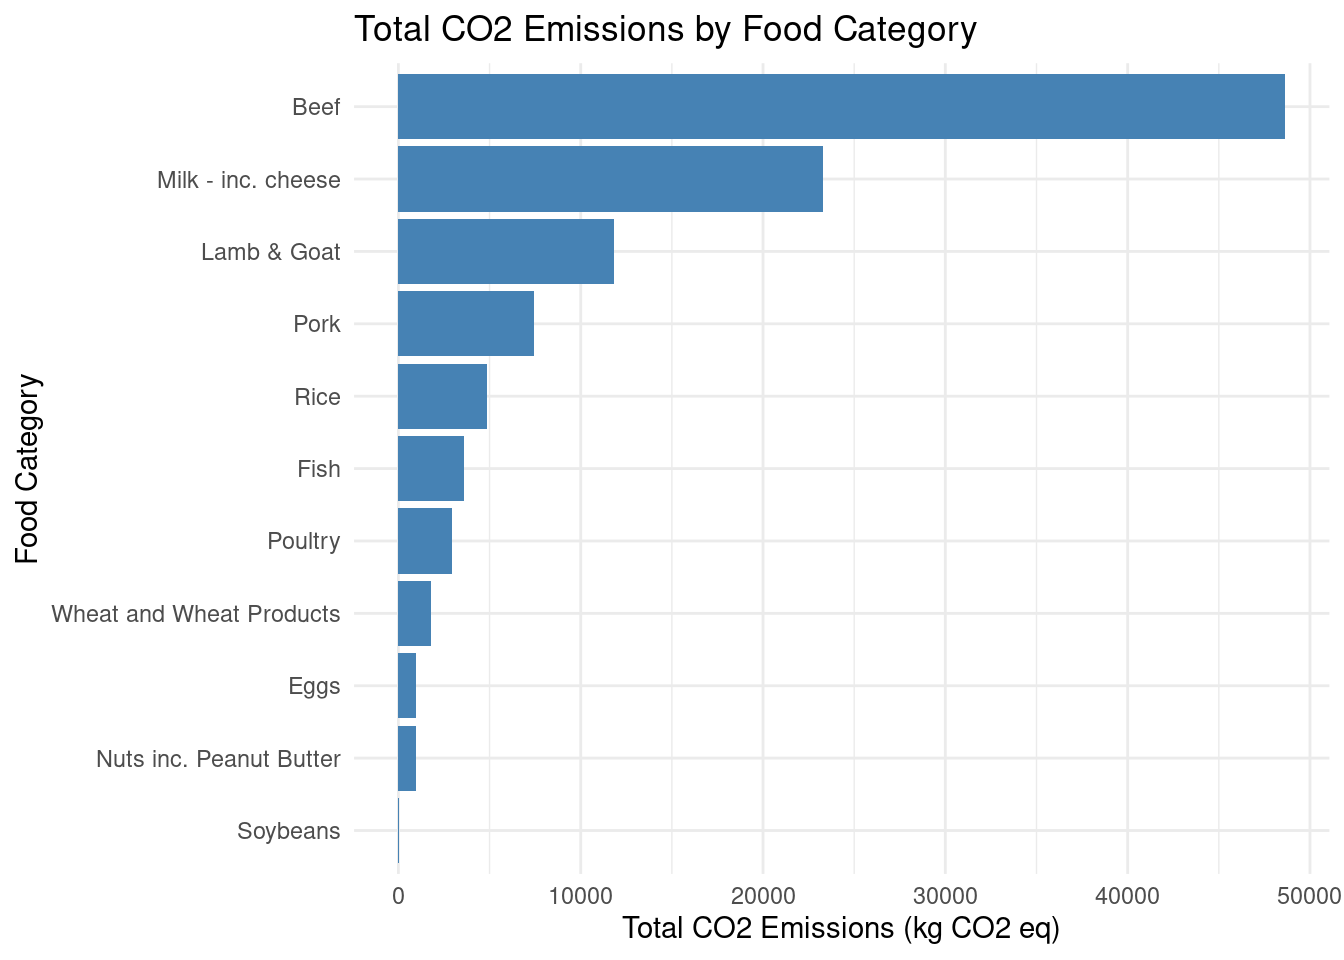 Total CO2 Emissions by Food Category
Food Category
Beef
Milk - inc. cheese
Lamb & Goat
Pork
Rice
Fish
Poultry
Wheat and Wheat Products
Eggs
Nuts inc. Peanut Butter
Soybeans
0 10000 20000 30000 40000 50000
Total CO2 Emissions (kg CO2 eq)